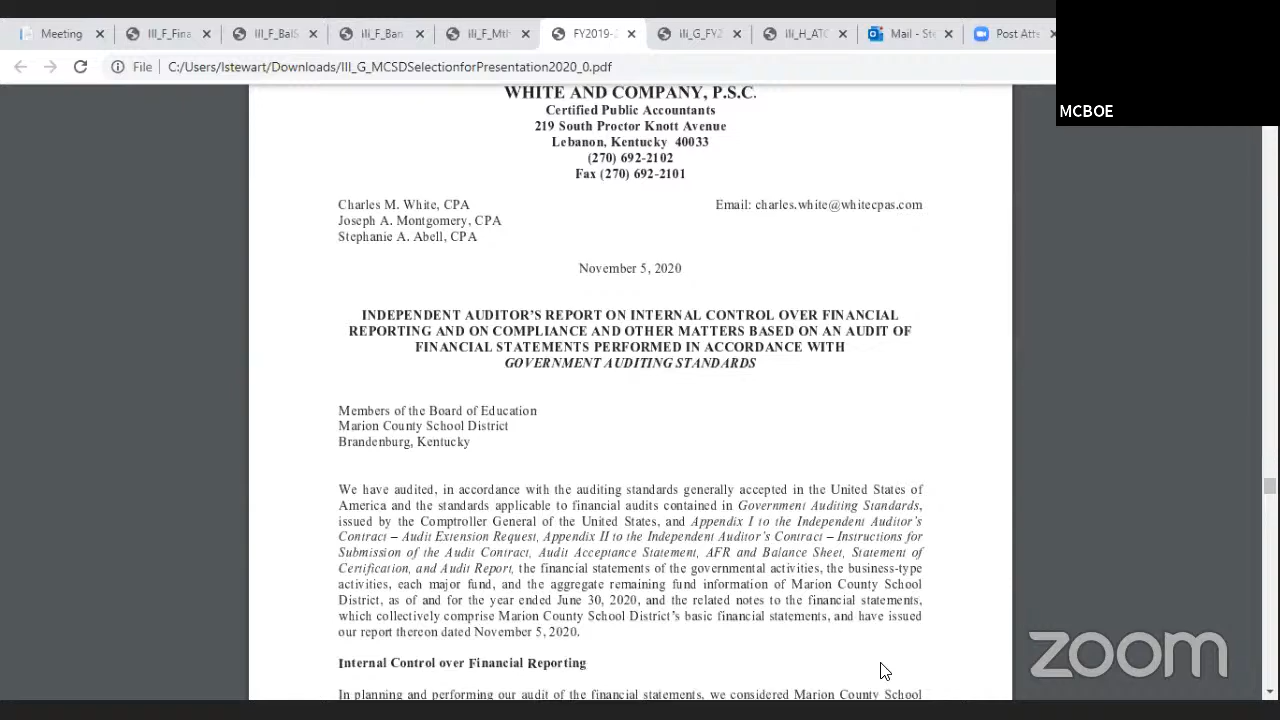 Meeting
III_F_Fina
III_F_BalS
iii_F_Ban
iii_F_Mth
FY2019-
iii_G_FY2
iii_H_ATC
Mail - Ste
Post Atte
File | C:/Users/lstewart/Downloads/III_G_MCSDSelectionforPresentation2020_0.pdf
MCBOE
WHITE AND COMPANY, P.S.C.
Certified Public Accountants
219 South Proctor Knott Avenue
Lebanon, Kentucky 40033
(270) 692-2102
Fax (270) 692-2101
Charles M. White, CPA
Email: charles.white@whitecpas.com
Joseph A. Montgomery, CPA
Stephanie A. Abell, CPA
November 5, 2020
INDEPENDENT AUDITOR'S REPORT ON INTERNAL CONTROL OVER FINANCIAL
REPORTING AND ON COMPLIANCE AND OTHER MATTERS BASED ON AN AUDIT OF
FINANCIAL STATEMENTS PERFORMED IN ACCORDANCE WITH
GOVERNMENT AUDITING STANDARDS
Members of the Board of Education
Marion County School District
Brandenburg, Kentucky
We have audited, in accordance with the auditing standards generally accepted in the United States of
America and the standards applicable to financial audits contained in Government Auditing Standards,
issued by the Comptroller General of the United States, and Appendix I to the Independent Auditor's
Contract – Audit Extension Request, Appendix II to the Independent Auditor's Contract – Instructions for
Submission of the Audit Contract, Audit Acceptance Statement, AFR and Balance Sheet, Statement of
Certification, and Audit Report, the financial statements of the governmental activities, the business-type
activities, each major fund, and the aggregate remaining fund information of Marion County School
District, as of and for the year ended June 30, 2020, and the related notes to the financial statements,
which collectively comprise Marion County School District's basic financial statements, and have issued
our report thereon dated November 5, 2020.
Internal Control over Financial Reporting
In planning and performing our audit of the financial statements, we considered Marion County School
zoom